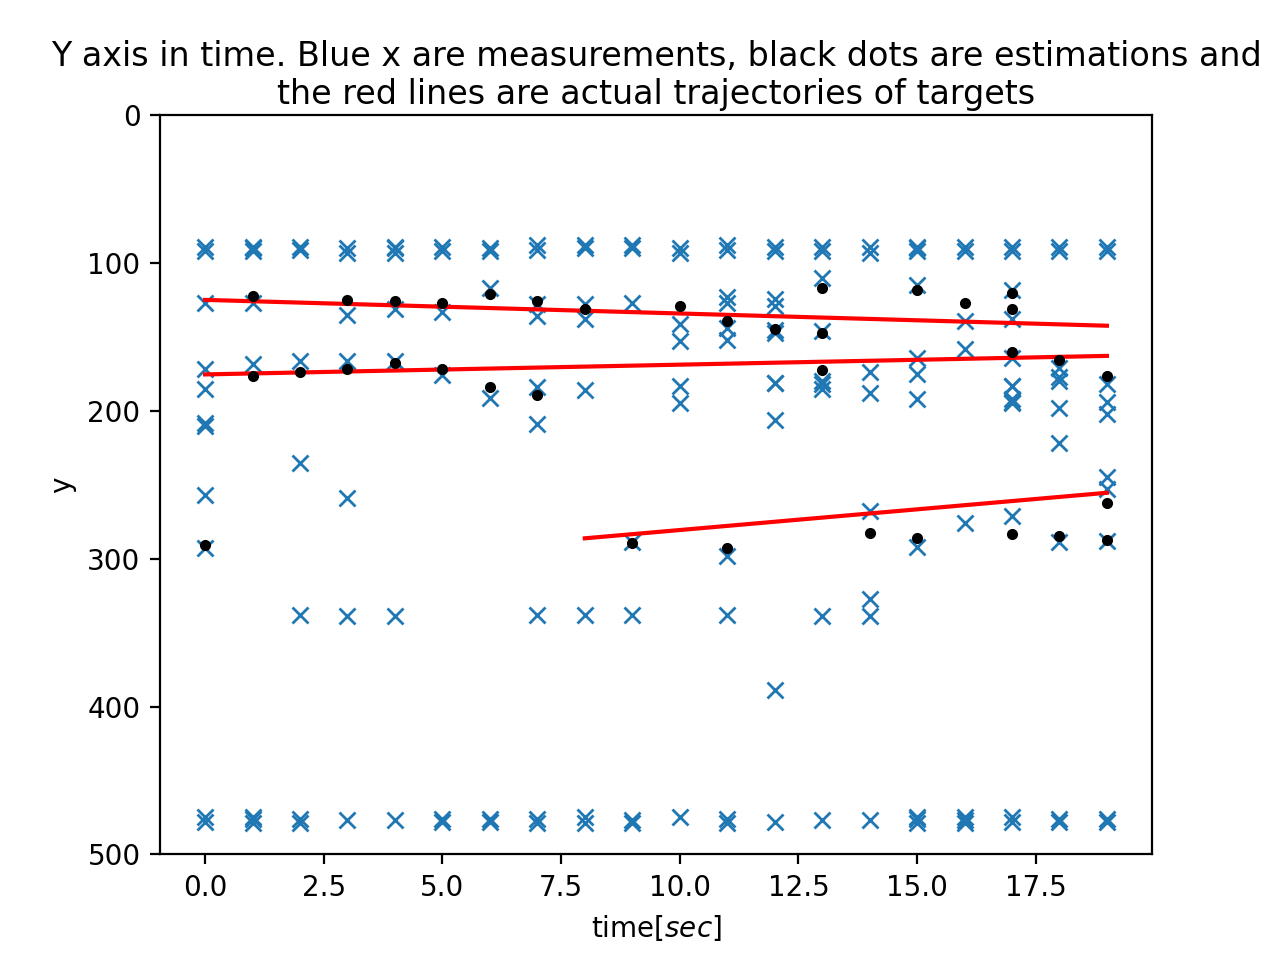 Y axis in time. Blue x are measurements, black dots are estimations and
the red lines are actual trajectories of targets
0
100
200
300
400
500
y
0.0 2.5 5.0 7.5 10.0 12.5 15.0 17.5
time[sec]